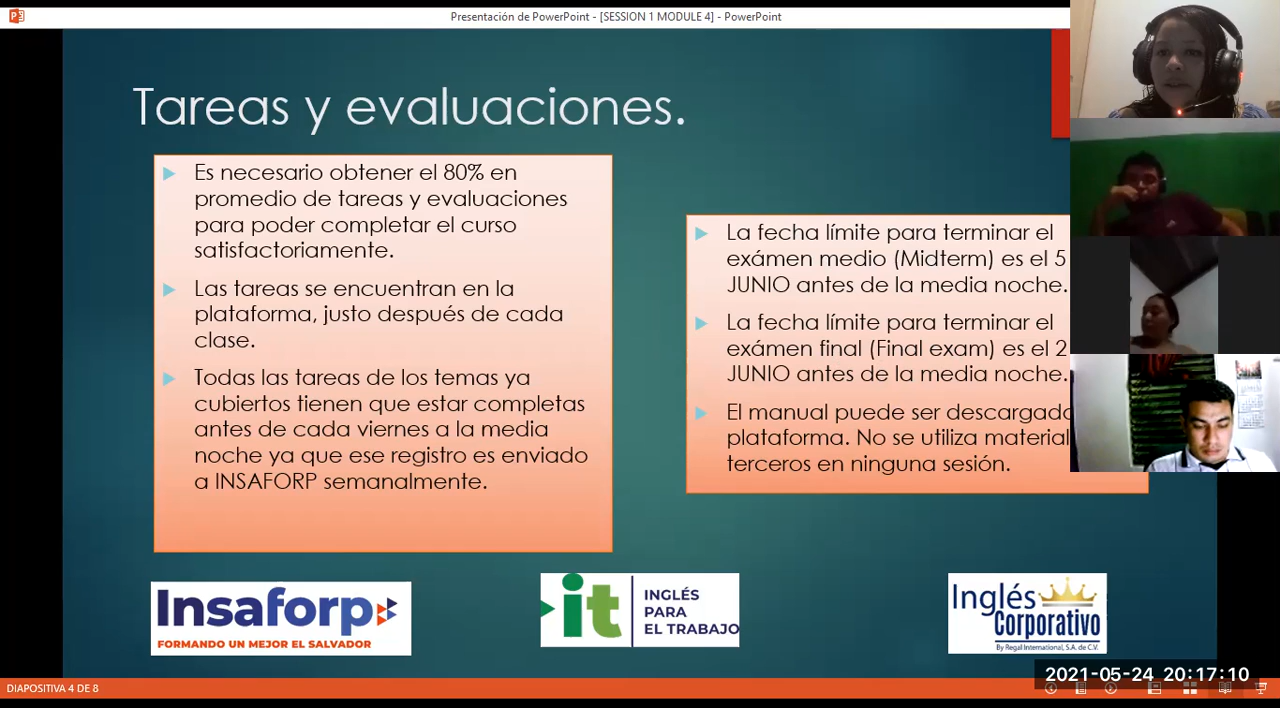 Presentación de PowerPoint - [SESSION 1 MODULE 4] - PowerPoint
Tareas y evaluaciones.
Es necesario obtener el 80% en
promedio de tareas y evaluaciones
para poder completar el curso
satisfactoriamente.
Las tareas se encuentran en la
plataforma, justo después de cada
clase.
Todas las tareas de los temas ya
cubiertos tienen que estar completas
antes de cada viernes a la media
noche ya que ese registro es enviado
a INSAFORP semanalmente.
La fecha límite para terminar el
exámen medio (Midterm) es el 5
JUNIO antes de la media noche.
La fecha límite para terminar el
exámen final (Final exam) es el 2
JUNIO antes de la media noche.
El manual puede ser descargado
plataforma. No se utiliza material
terceros en ninguna sesión.
Insaforp
FORMANDO UN MEJOR EL SALVADOR
it
INGLÉS
PARA
EL TRABAJO
Inglés
Corporativo
By Regal International, S.A. de C.V.
2021-05-24 20:17:10
DIAPOSITIVA 4 DE 8